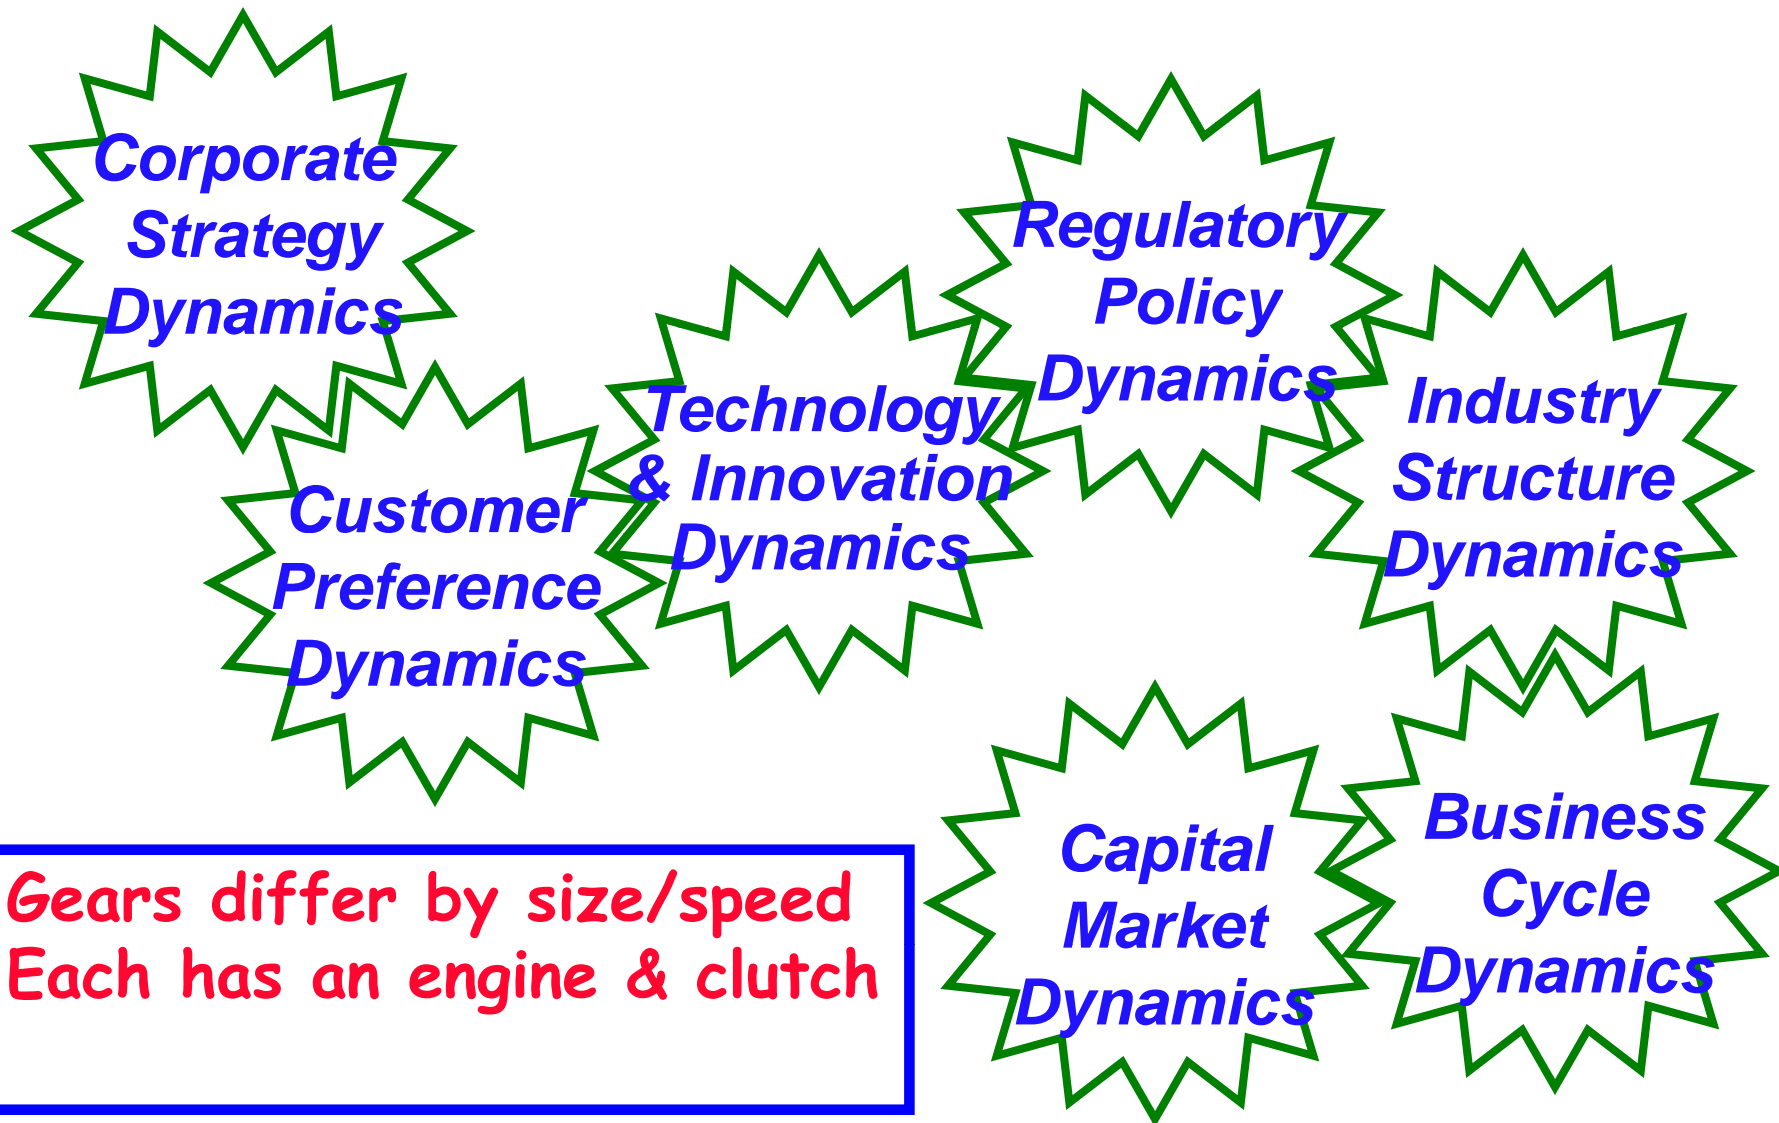 Corporate
Strategy
Dynamics
Customer
Preference
Dynamics
Technology
& Innovation
Dynamics
Regulatory
Policy
Dynamics
Industry
Structure
Dynamics
Capital
Market
Dynamics
Business
Cycle
Dynamics
Gears differ by size/speed
Each has an engine & clutch